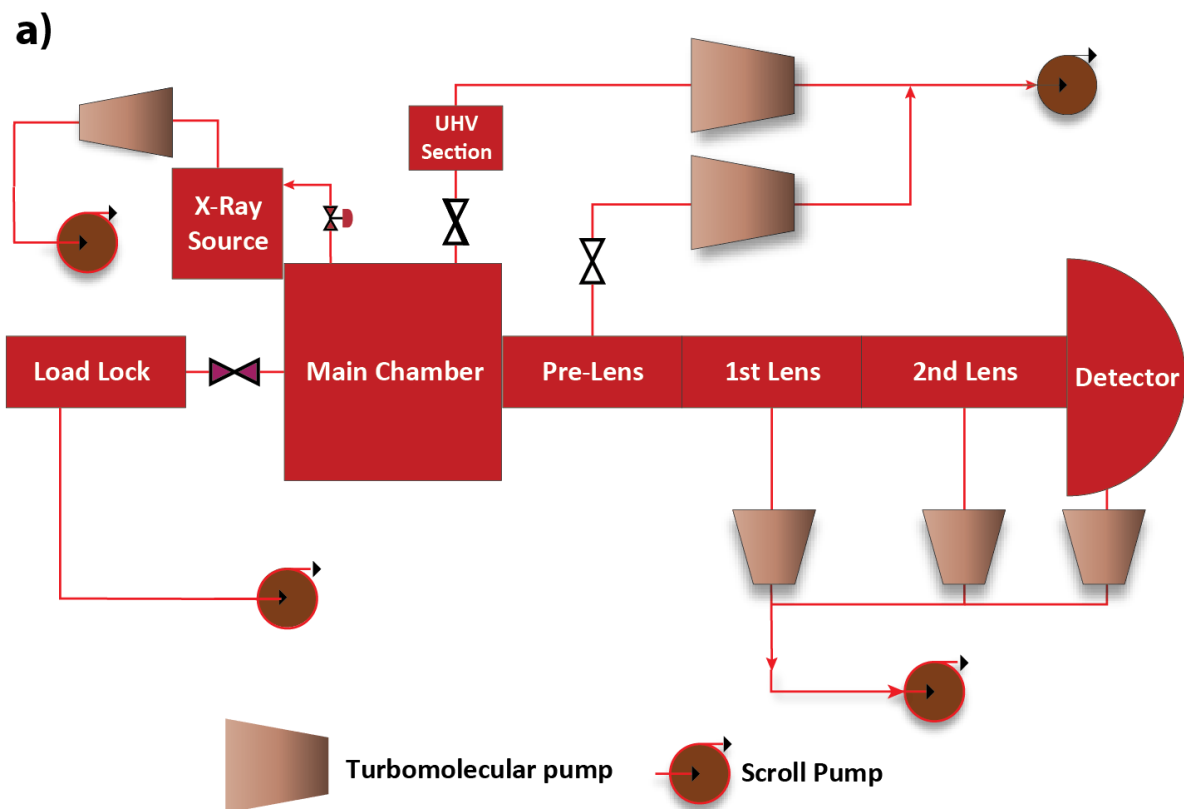 a)
UHV
Section
X-Ray
Source
Load Lock
Main Chamber
Pre-Lens
1st Lens
2nd Lens
Detector
Turbomolecular pump
Scroll Pump